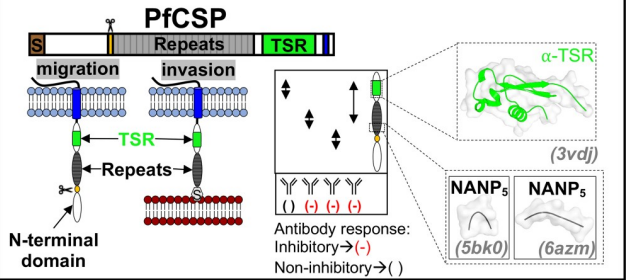 PfCSP
S Repeats TSR
migration invasion
TSR
Repeats
S
N-terminal
domain
( ) (-) (-) (-)
Antibody response:
Inhibitory→(-)
Non-inhibitory→( )
α-TSR
(3vdj)
NANP5 NANP5
(5bk0) (6azm)